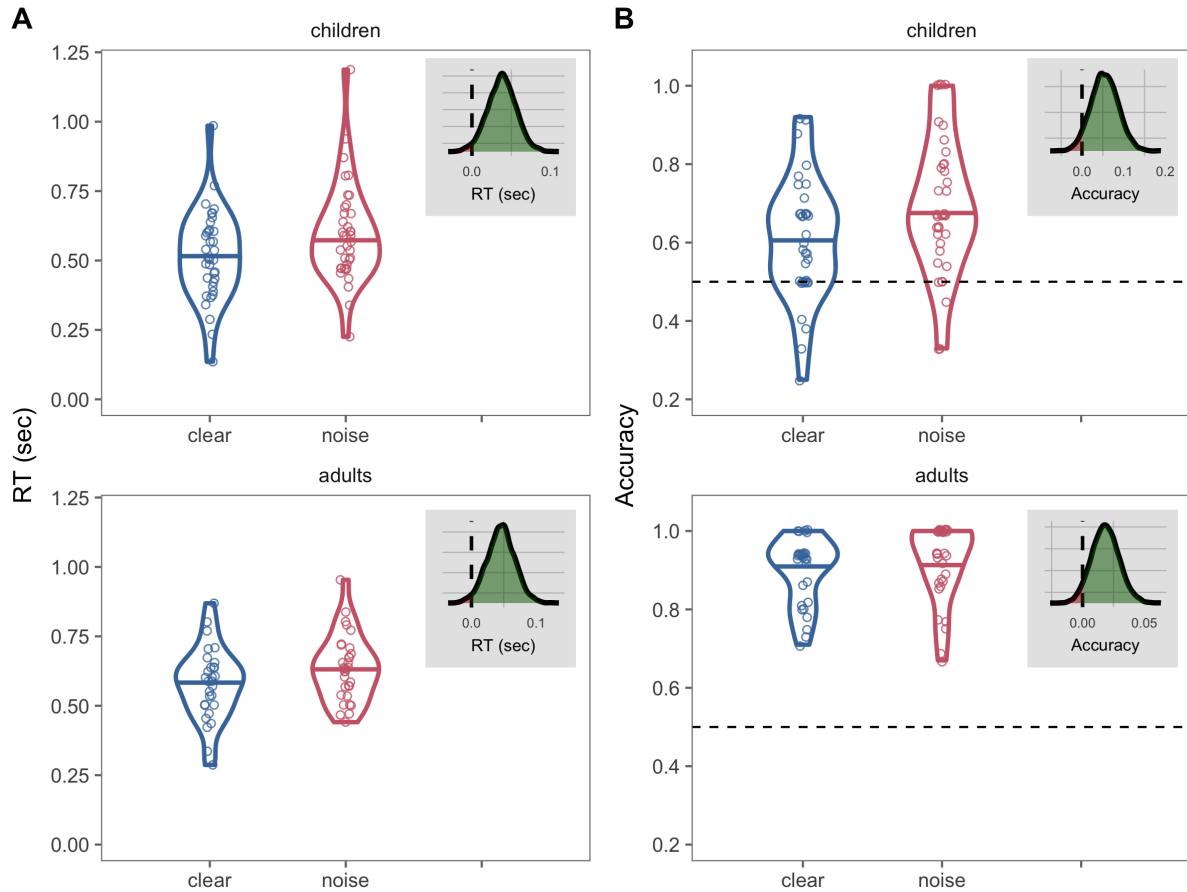 A
children
1.25
1.00
0.75
0.50
0.25
0.00
0.0 0.1
RT (sec)
clear noise
adults
1.25
1.00
0.75
0.50
0.25
0.00
0.0 0.1
RT (sec)
clear noise
RT (sec)
B
children
1.0
0.8
0.6
0.4
0.2
0.0 0.1 0.2
Accuracy
clear noise
adults
1.0
0.8
0.6
0.4
0.2
0.00 0.05
Accuracy
clear noise
Accuracy